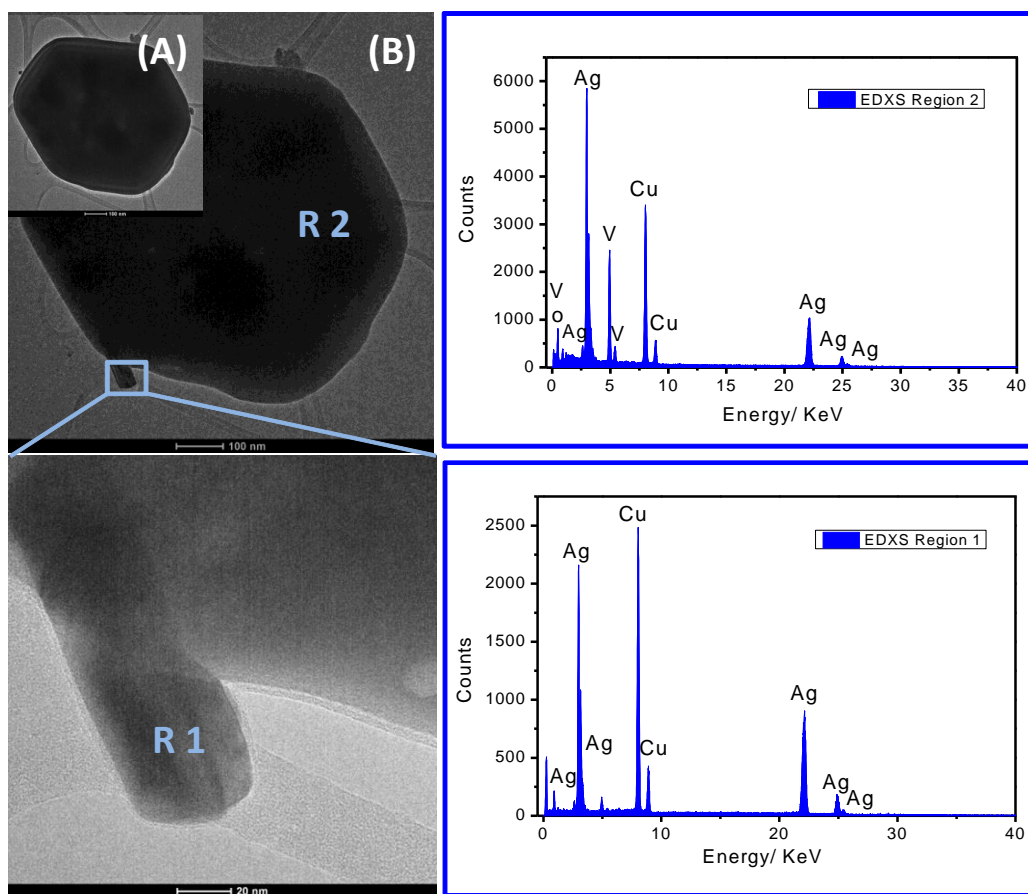 (A)
(B)
R 2
100 nm
100 nm
R 1
20 nm
EDXS Region 2
Counts
6000
5000
4000
3000
2000
1000
0
Ag
V
Cu
V
o
Ag
V
Cu
Ag
Ag
Ag
0 5 10 15 20 25 30 35 40
Energy/ KeV
EDXS Region 1
Counts
2500
2000
1500
1000
500
0
Cu
Ag
Ag
Ag
Cu
Ag
Ag
Ag
0 10 20 30 40
Energy/ KeV